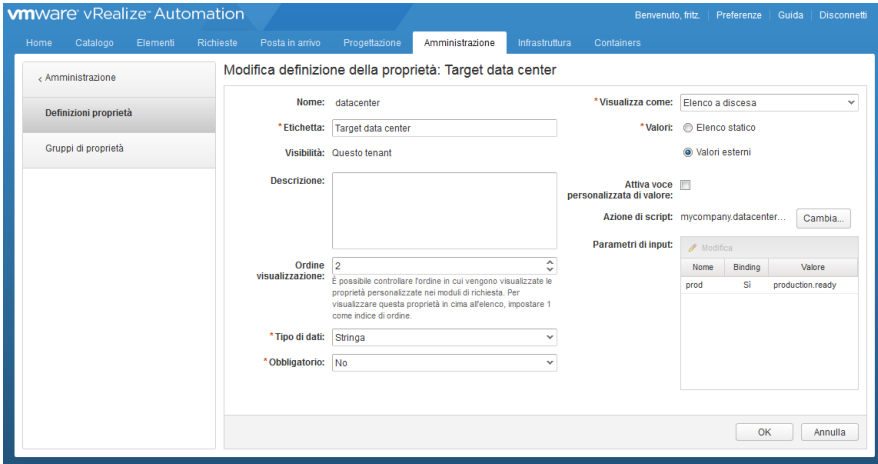 vmware vRealize Automation
Benvenuto, fritz. Preferenze Guida Disconnetti
Home Catalogo Elementi Richieste Posta in arrivo Progettazione Amministrazione Infrastruttura Containers
< Amministrazione
Definizioni proprietà
Gruppi di proprietà
Modifica definizione della proprietà: Target data center
Nome: datacenter
*Etichetta: Target data center
Visibilità: Questo tenant
Descrizione:
Ordine
visualizzazione: 2
È possibile controllare l'ordine in cui vengono visualizzate le
proprietà personalizzate nei moduli di richiesta. Per
visualizzare questa proprietà in cima all'elenco, impostare 1
come indice di ordine.
*Tipo di dati: Stringa
*Obbligatorio: No
*Visualizza come: Elenco a discesa
*Valori: Elenco statico
Valori esterni
Attiva voce
personalizzata di valore:
Azione di script: mycompany.datacenter... Cambia...
Parametri di input: Modifica
Nome Binding Valore
prod Sì production.ready
OK Annulla